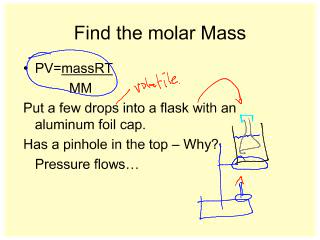 Find the molar Mass
• PV=massRT
MM
volatile
Put a few drops into a flask with an
aluminum foil cap.
Has a pinhole in the top – Why?
Pressure flows…